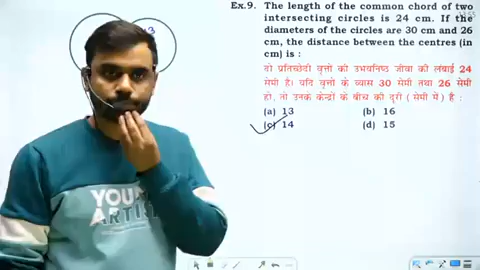 Ex.9. The length of the common chord of two
intersecting circles is 24 cm. If the
diameters of the circles are 30 cm and 26
cm, the distance between the centres (in
cm) is :
दो प्रतिच्छेदी वृत्तो की उभयनिष्ठ जीवा की लंबाई 24
सेमी है। यदि वृत्तो के व्यास 30 सेमी तथा 26 सेमी
हो, तो उनके केन्द्रों के बीच की दूरी (सेमी में) है :
(a) 13 (b) 16
(c) 14 (d) 15
YOU
ARTIS